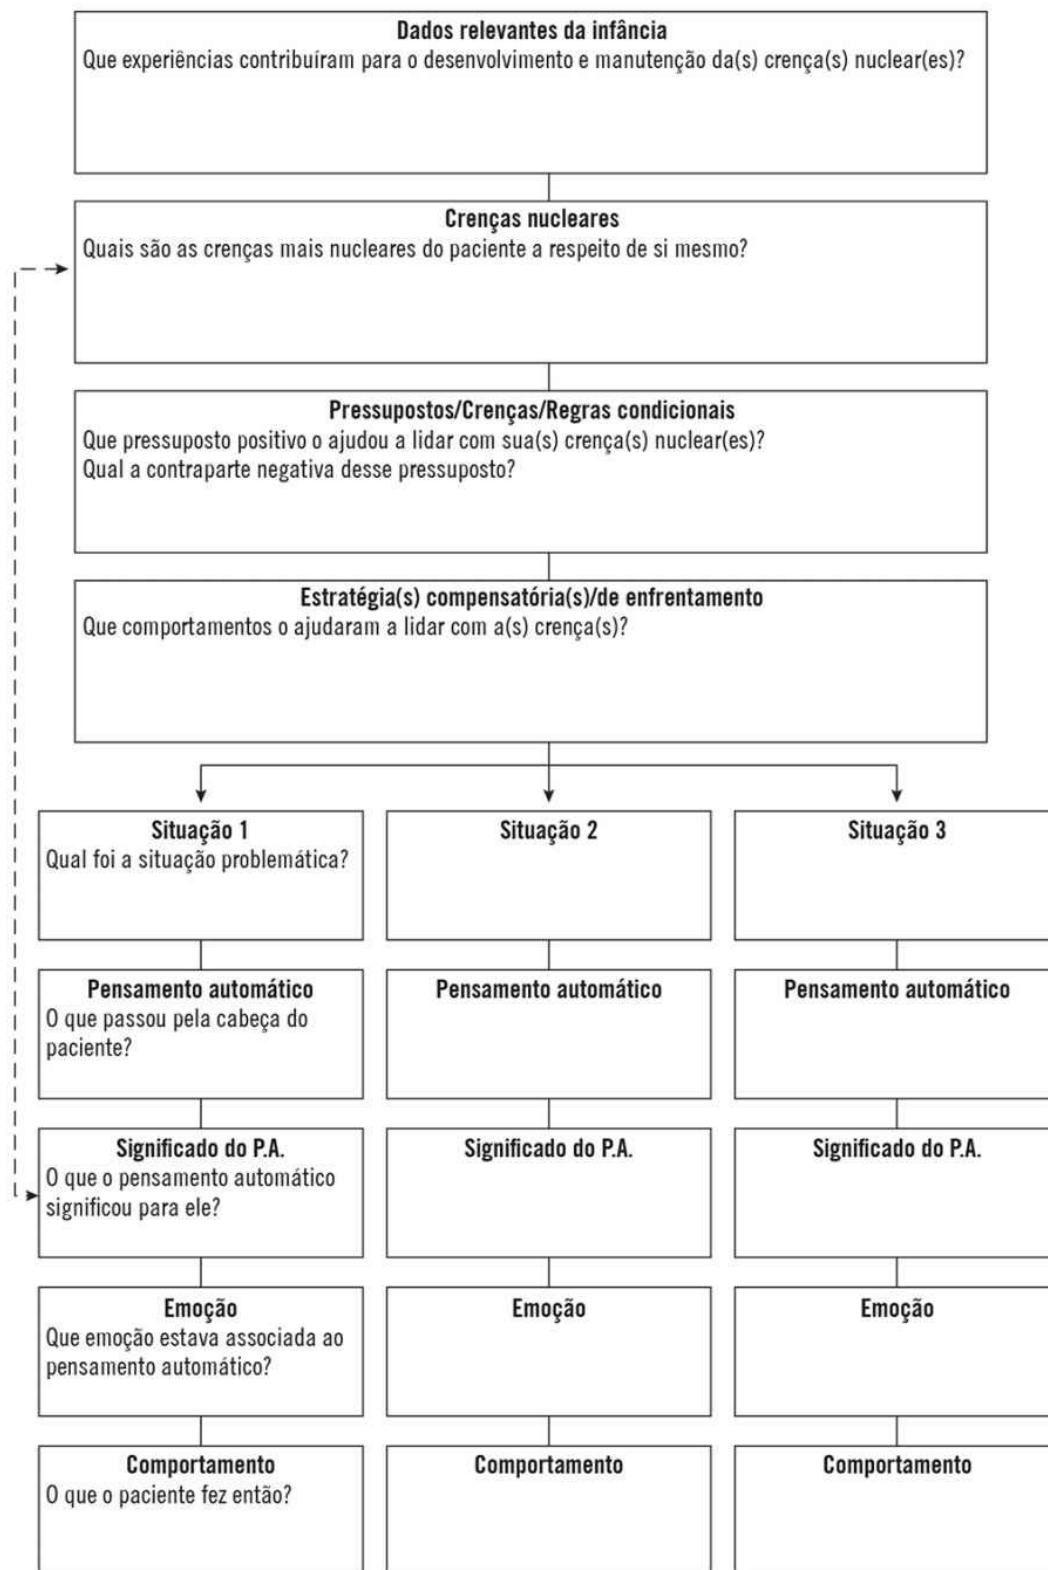 Dados relevantes da infância
Que experiências contribuíram para o desenvolvimento e manutenção da(s) crença(s) nuclear(es)?
Crenças nucleares
Quais são as crenças mais nucleares do paciente a respeito de si mesmo?
Pressupostos/Crenças/Regras condicionais
Que pressuposto positivo o ajudou a lidar com sua(s) crença(s) nuclear(es)?
Qual a contraparte negativa desse pressuposto?
Estratégia(s) compensatória(s)/de enfrentamento
Que comportamentos o ajudaram a lidar com a(s) crença(s)?
Situação 1
Qual foi a situação problemática?
Situação 2
Situação 3
Pensamento automático
O que passou pela cabeça do
paciente?
Pensamento automático
Pensamento automático
Significado do P.A.
O que o pensamento automático
significou para ele?
Significado do P.A.
Significado do P.A.
Emoção
Que emoção estava associada ao
pensamento automático?
Emoção
Emoção
Comportamento
O que o paciente fez então?
Comportamento
Comportamento